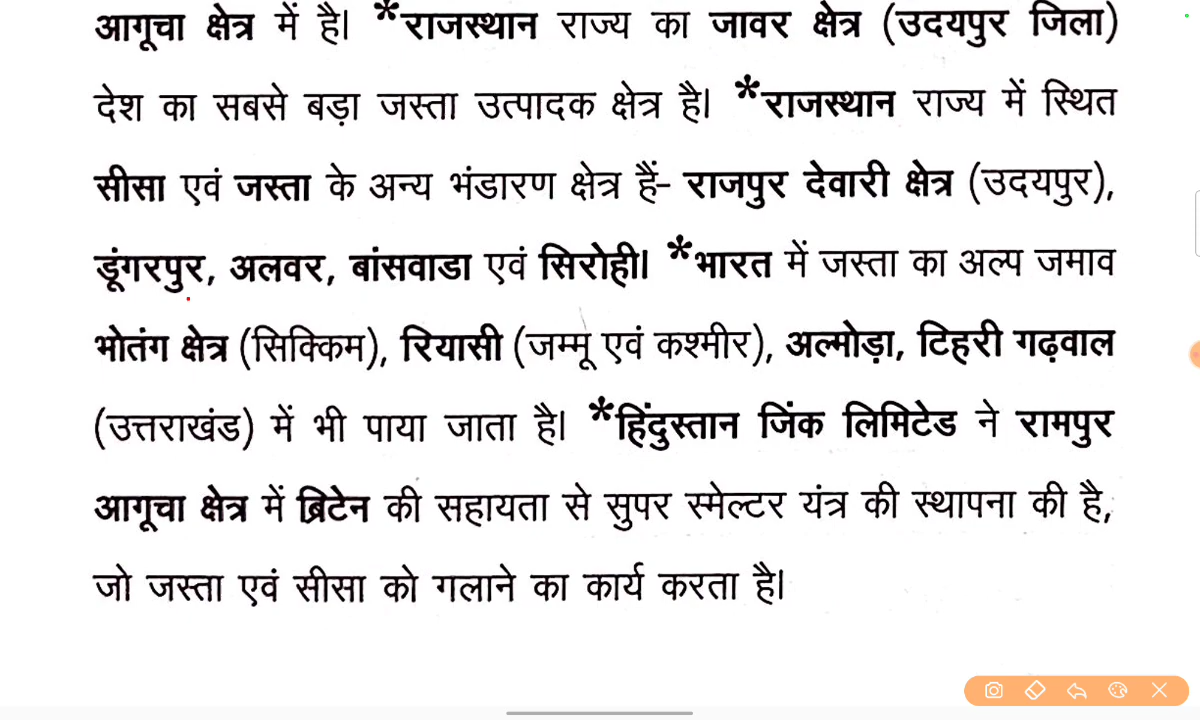 आगूचा क्षेत्र में है। *राजस्थान राज्य का जावर क्षेत्र (उदयपुर जिला)
देश का सबसे बड़ा जस्ता उत्पादक क्षेत्र है। *राजस्थान राज्य में स्थित
सीसा एवं जस्ता के अन्य भंडारण क्षेत्र हैं- राजपुर देवारी क्षेत्र (उदयपुर),
डूंगरपुर, अलवर, बांसवाडा एवं सिरोही। *भारत में जस्ता का अल्प जमाव
भोतंग क्षेत्र (सिक्किम), रियासी (जम्मू एवं कश्मीर), अल्मोड़ा, टिहरी गढ़वाल
(उत्तराखंड) में भी पाया जाता है। *हिंदुस्तान जिंक लिमिटेड ने रामपुर
आगूचा क्षेत्र में ब्रिटेन की सहायता से सुपर स्मेल्टर यंत्र की स्थापना की है,
जो जस्ता एवं सीसा को गलाने का कार्य करता है।